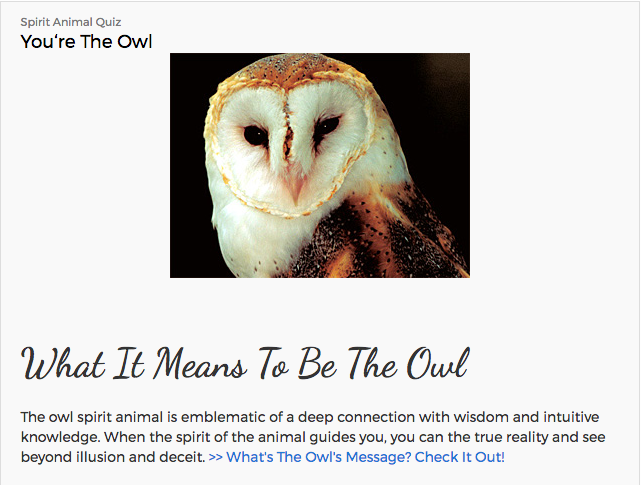 Spirit Animal Quiz
You're The Owl
What It Means To Be The Owl
The owl spirit animal is emblematic of a deep connection with wisdom and intuitive
knowledge. When the spirit of the animal guides you, you can the true reality and see
beyond illusion and deceit. >> What's The Owl's Message? Check It Out!